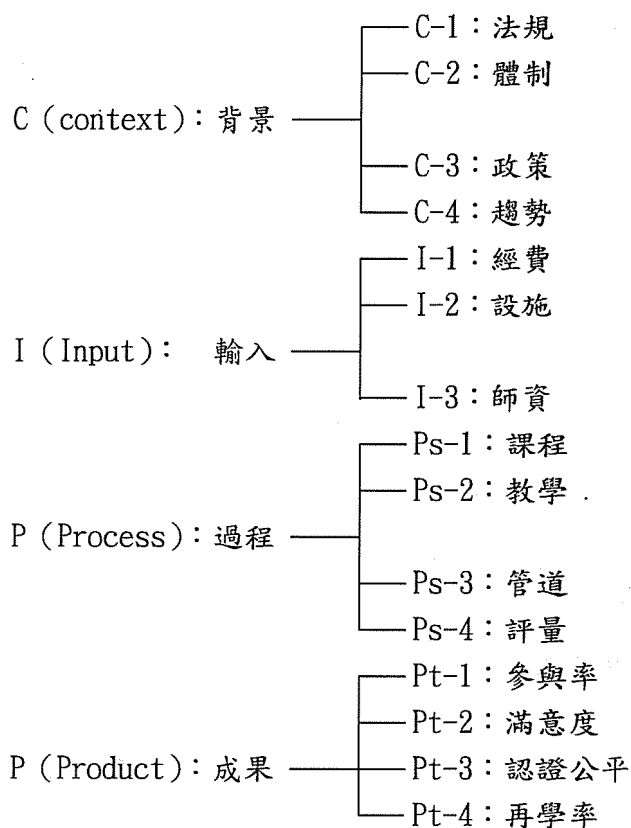 C-1：法規
C-2：體制
C（context）：背景
C-3：政策
C-4：趨勢
I-1：經費
I-2：設施
I（Input）： 輸入
I-3：師資
Ps-1：課程
Ps-2：教學
P（Process）：過程
Ps-3：管道
Ps-4：評量
Pt-1：參與率
Pt-2：滿意度
P（Product）：成果
Pt-3：認證公平
Pt-4：再學率